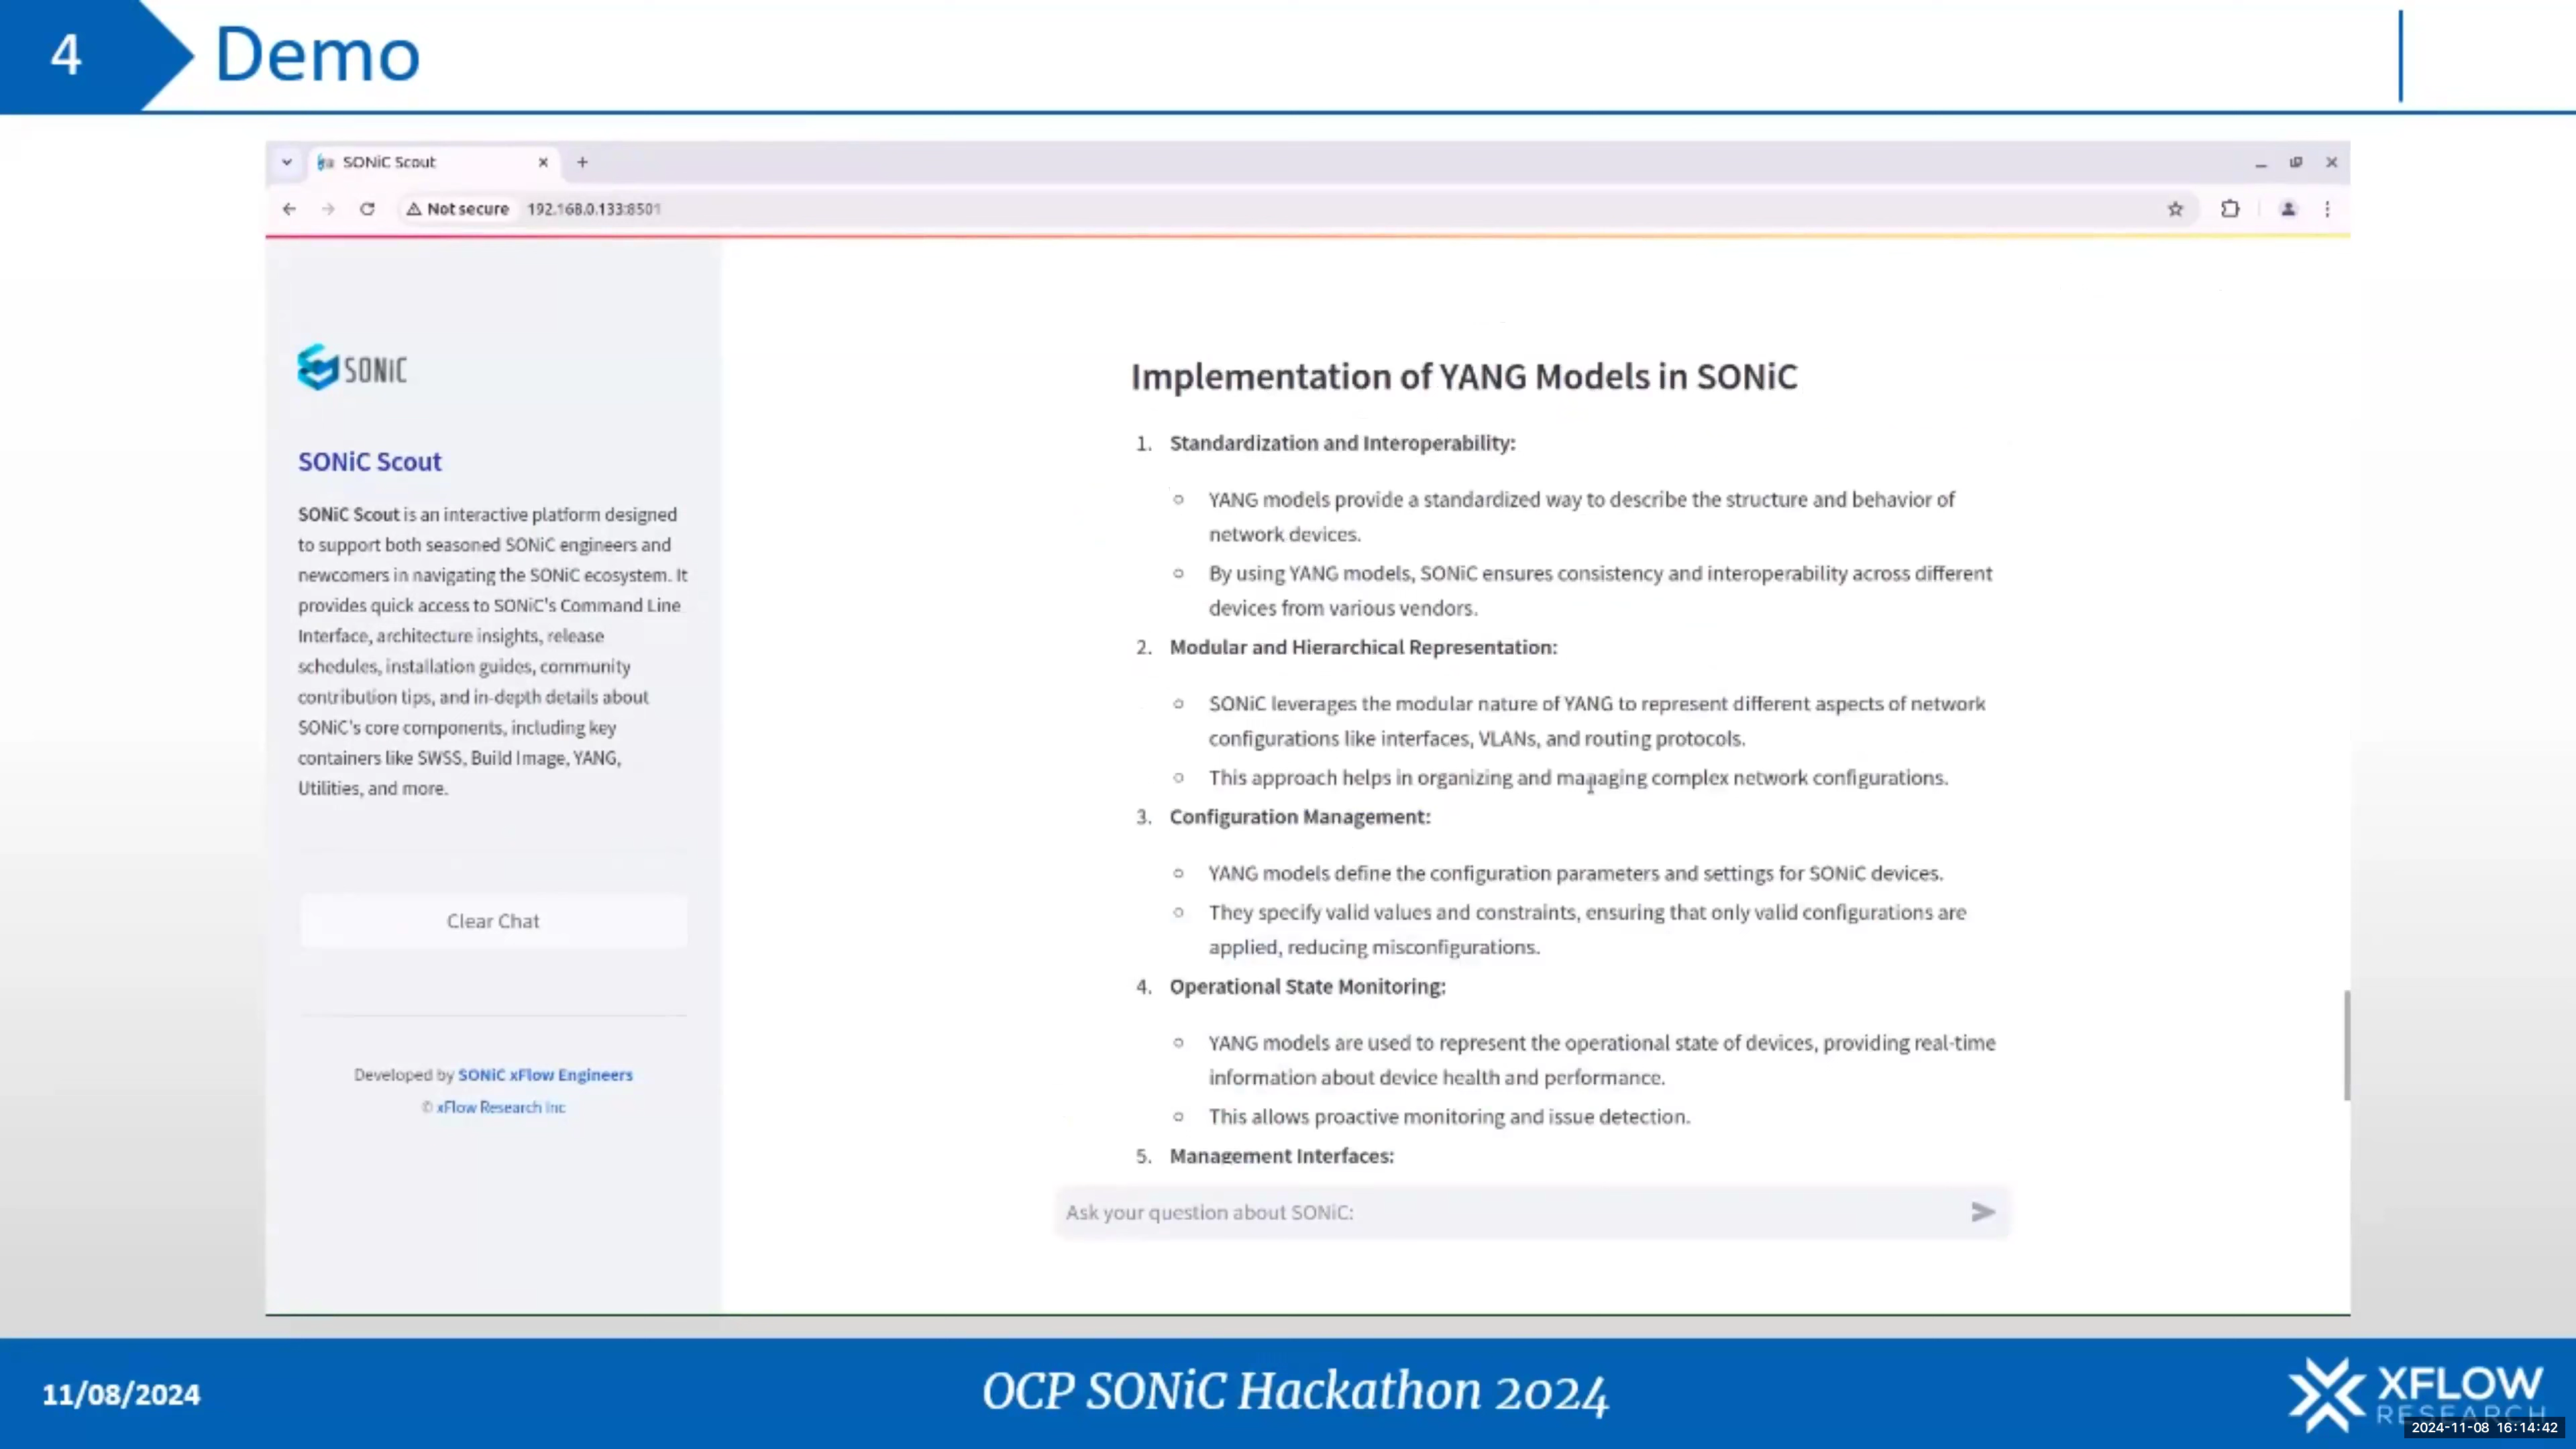 4
Demo
SONiC Scout
Not secure
192.168.0.133:8501
SONiC
SONiC Scout
SONiC Scout is an interactive platform designed
to support both seasoned SONiC engineers and
newcomers in navigating the SONiC ecosystem. It
provides quick access to SONiC's Command Line
Interface, architecture insights, release
schedules, installation guides, community
contribution tips, and in-depth details about
SONiC's core components, including key
containers like SWSS, Build Image, YANG,
Utilities, and more.
Clear Chat
Developed by SONiC xFlow Engineers
© xFlow Research Inc
Implementation of YANG Models in SONiC
1. Standardization and Interoperability:
YANG models provide a standardized way to describe the structure and behavior of
network devices.
By using YANG models, SONiC ensures consistency and interoperability across different
devices from various vendors.
2. Modular and Hierarchical Representation:
SONiC leverages the modular nature of YANG to represent different aspects of network
configurations like interfaces, VLANs, and routing protocols.
This approach helps in organizing and managing complex network configurations.
3. Configuration Management:
YANG models define the configuration parameters and settings for SONiC devices.
They specify valid values and constraints, ensuring that only valid configurations are
applied, reducing misconfigurations.
4. Operational State Monitoring:
YANG models are used to represent the operational state of devices, providing real-time
information about device health and performance.
This allows proactive monitoring and issue detection.
5. Management Interfaces:
Ask your question about SONiC:
11/08/2024
OCP SONiC Hackathon 2024
XFLOW
RESEARCH
2024-11-08 16:14:42